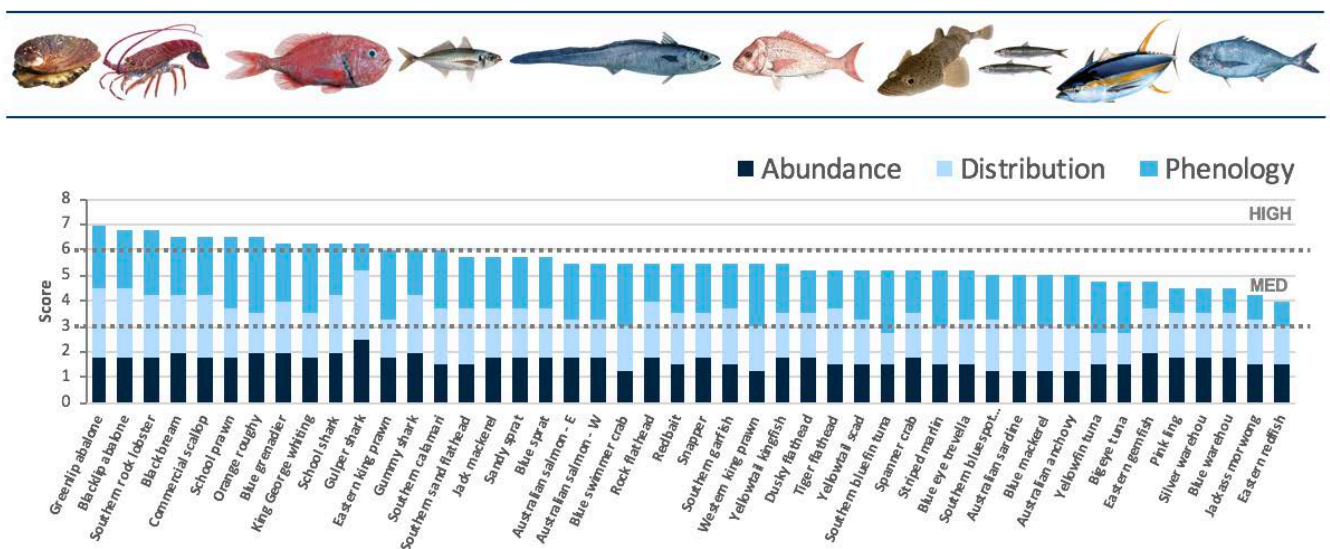 Abundance Distribution Phenology
8
HIGH
7
6
5
MED
4
3
2
1
0
Score
Greenlip abalone
Blacklip abalone
Southern rock lobster
Black bream
Commercial scallop
School prawn
Orange roughy
Blue grenadier
King George whiting
School shark
Gulper shark
Eastern king prawn
Gummy shark
Southern calamari
Southern sand flathead
Jack mackerel
Sandy sprat
Blue sprat
Australian salmon - E
Australian salmon - W
Blue swimmer crab
Rock flathead
Redbait
Snapper
Southern garfish
Western king prawn
Yellowtail kingfish
Dusky flathead
Tiger flathead
Yellowtail scad
Southern bluefin tuna
Spanner crab
Striped marlin
Blue eye trevella
Southern bluespot...
Australian sardine
Blue mackerel
Australian anchovy
Yellowfin tuna
Bigeye tuna
Eastern gemfish
Pink ling
Silver warehou
Blue warehou
Jackass morwong
Eastern redfish